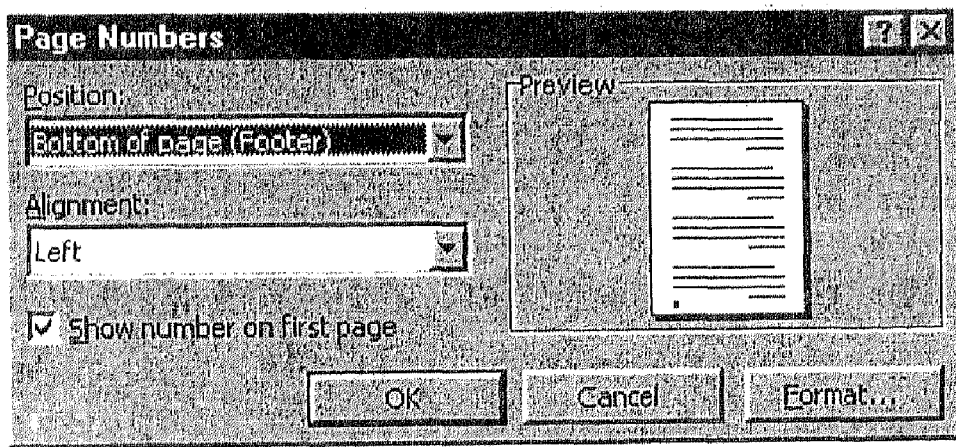 Page Numbers
Position:
Bottom of page (Footer)
Alignment:
Left
Show number on first page
Preview
OK
Cancel
Format...